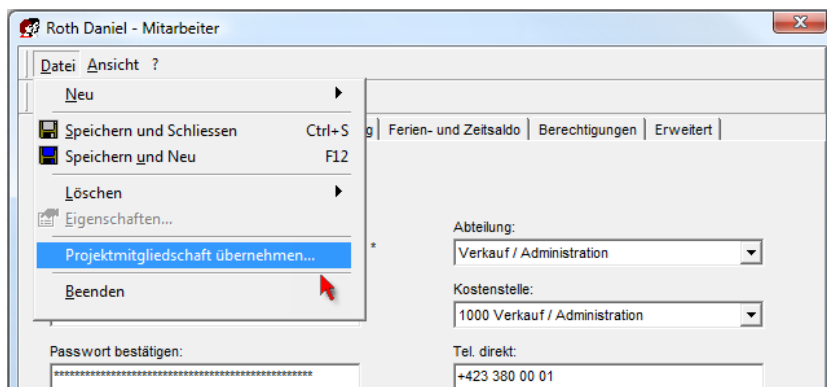 Roth Daniel - Mitarbeiter
Datei Ansicht ?
Neu
Speichern und Schliessen Ctrl+S
g Ferien- und Zeitsaldo Berechtigungen Erweitert
Speichern und Neu F12
Löschen
Eigenschaften...
Abteilung:
Projektmitgliedschaft übernehmen... * Verkauf / Administration
Beenden
Kostenstelle:
1000 Verkauf / Administration
Passwort bestätigen: Tel. direkt:
************************************************** +423 380 00 01